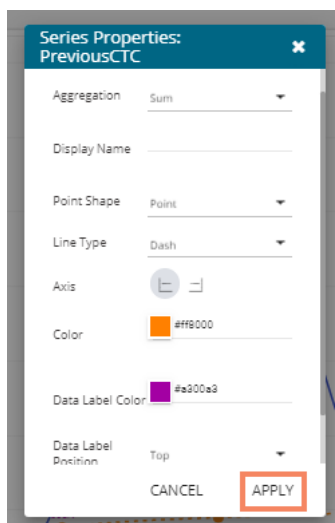 Series Properties:
PreviousCTC
Aggregation Sum
Display Name
Point Shape Point
Line Type Dash
Axis
Color #ff8000
Data Label Color #a300a3
Data Label
Position Top
CANCEL APPLY